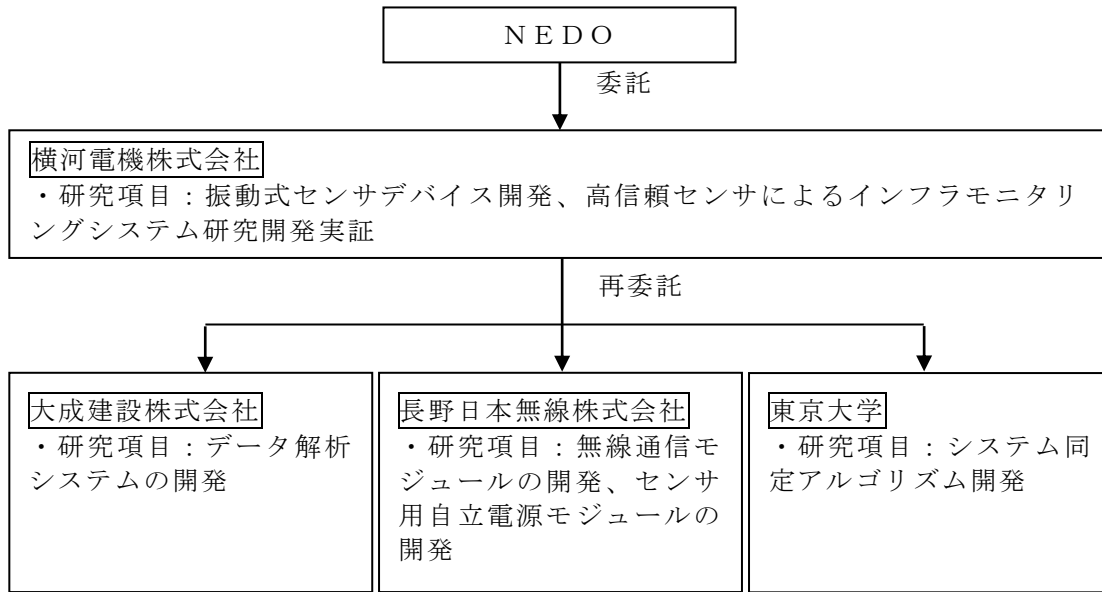 ＮＥＤＯ
委託
横河電機株式会社
・研究項目：振動式センサデバイス開発、高信頼センサによるインフラモニタリ
ングシステム研究開発実証
再委託
大成建設株式会社
・研究項目：データ解析
システムの開発
長野日本無線株式会社
・研究項目：無線通信モ
ジュールの開発、センサ
用自立電源モジュールの
開発
東京大学
・研究項目：システム同
定アルゴリズム開発